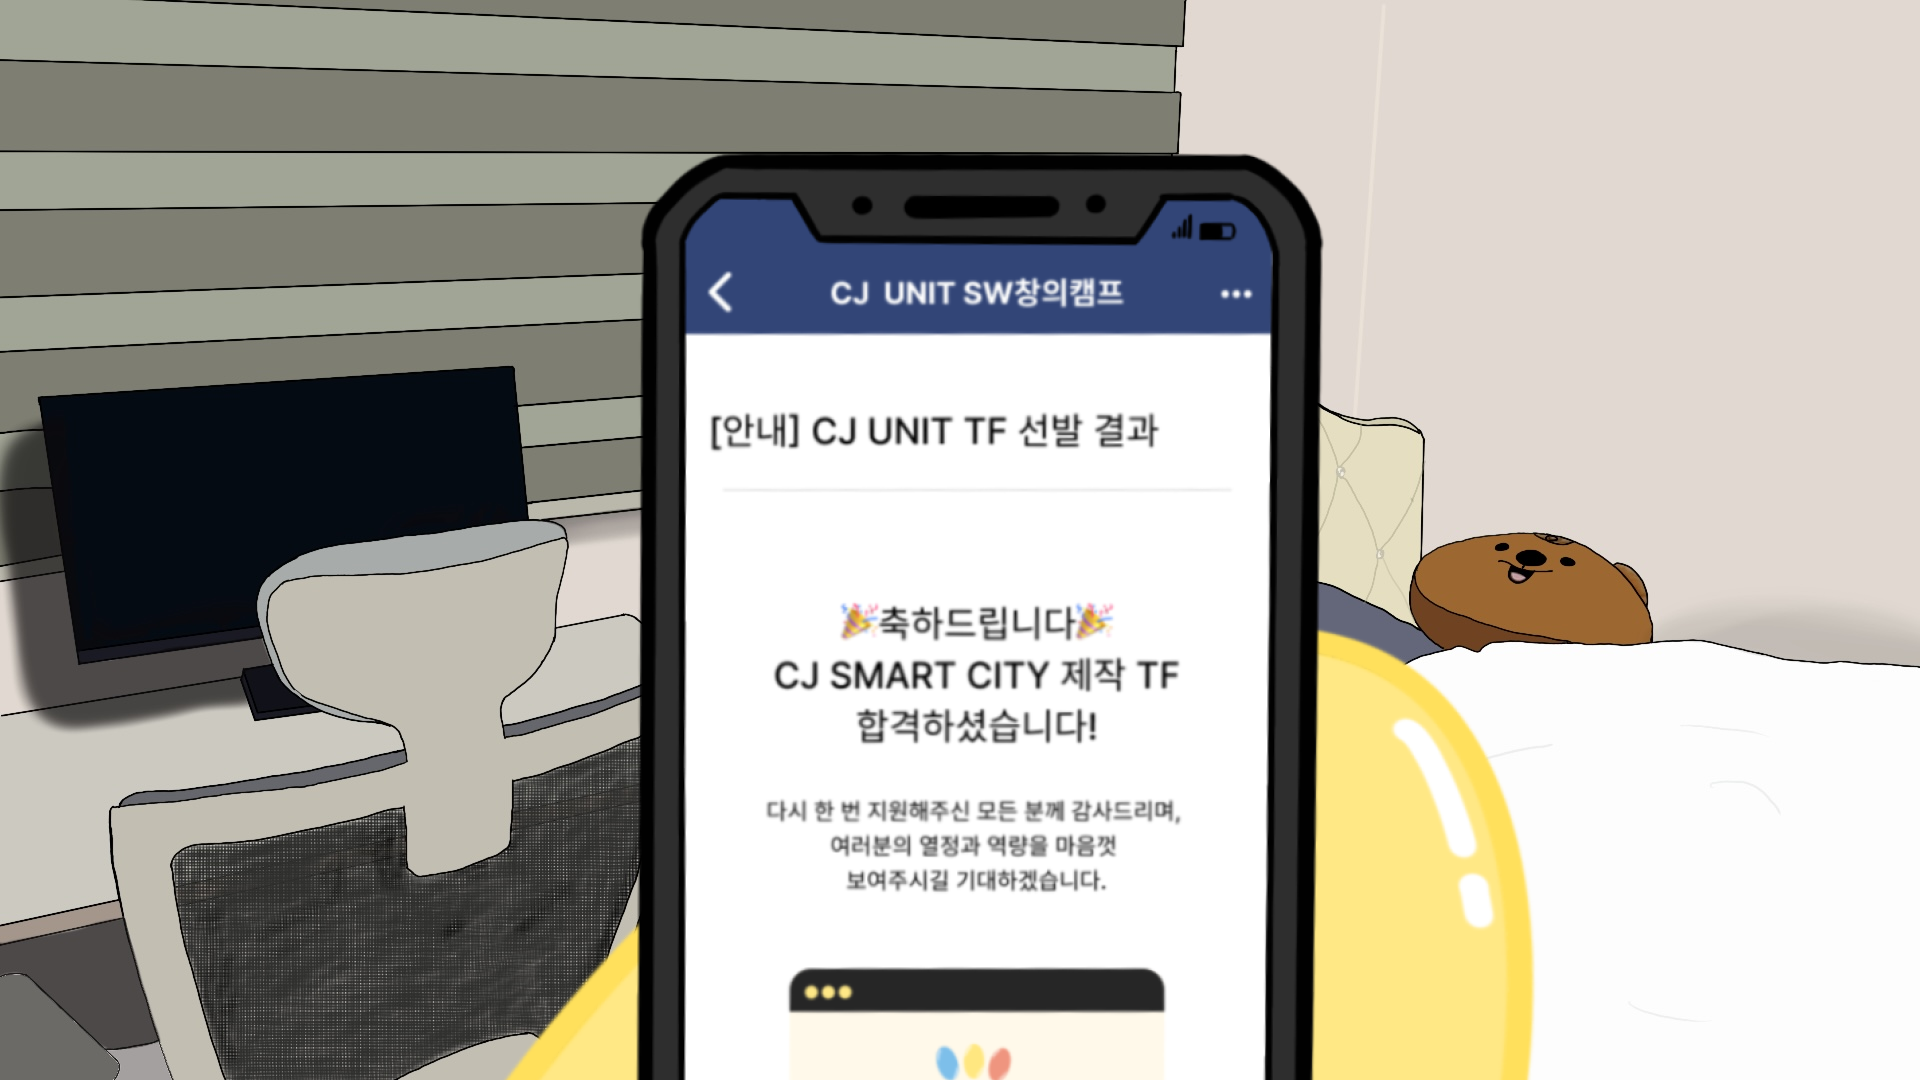 CJ UNIT SW창의캠프
[안내] CJ UNIT TF 선발 결과
🎉축하드립니다🎉
CJ SMART CITY 제작 TF
합격하셨습니다!
다시 한 번 지원해주신 모든 분께 감사드리며,
여러분의 열정과 역량을 마음껏
보여주시길 기대하겠습니다.